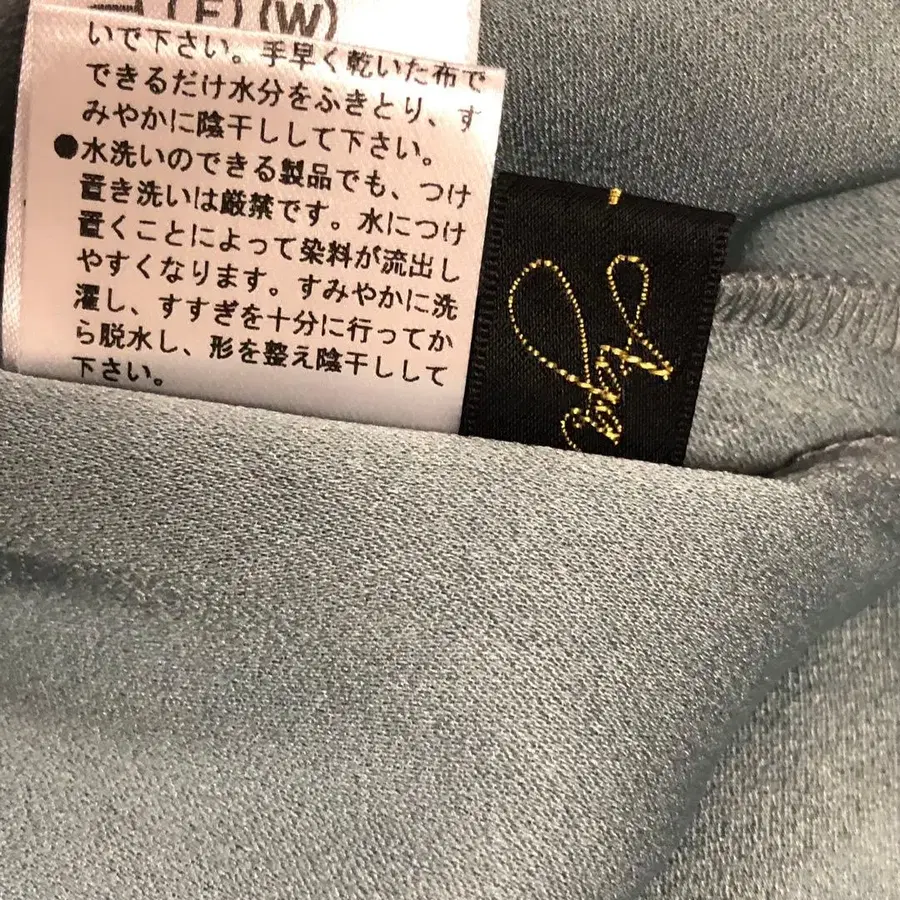 (F)(W)
いで下さい。手早く乾いた布で
できるだけ水分をふきとり、す
みやかに陰干しして下さい。
●水洗いのできる製品でも、つけ
置き洗いは厳禁です。水につけ
置くことによって染料が流出し
やすくなります。すみやかに洗
濯し、すすぎを十分に行ってか
ら脱水し、形を整え陰干しして
下さい。